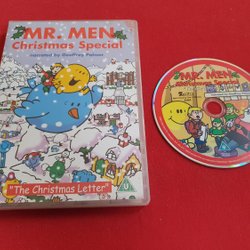 MR. MEN
Christmas Special
narrated by Geoffrey Palmer
"The Christmas Letter"
U
MR. MEN
Christmas Special